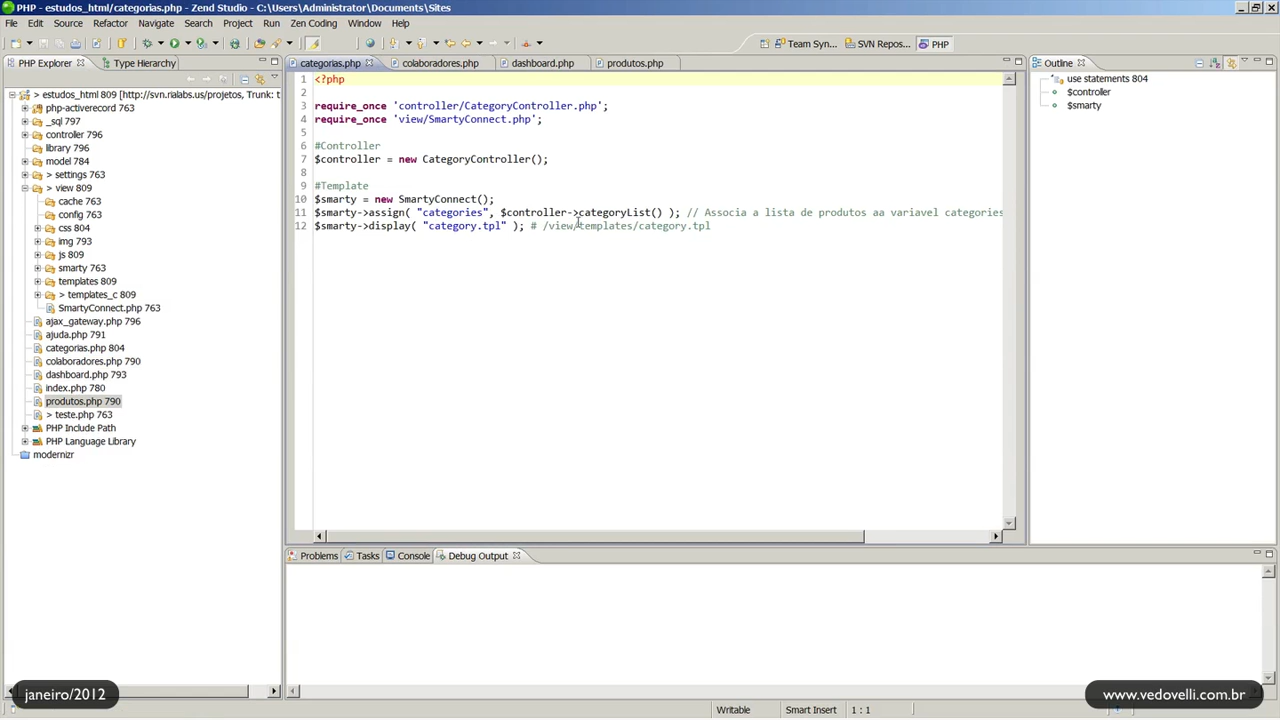 PHP - estudos_html/categorias.php - Zend Studio - C:\Users\Administrator\Documents\Sites
File Edit Source Refactor Navigate Search Project Run Zen Coding Window Help
Team Syn... SVN Repos... PHP
PHP Explorer Type Hierarchy
> estudos_html 809 [http://svn.rialabs.us/projetos, Trunk: t
php-activerecord 763
_sql 797
controller 796
library 796
model 784
> settings 763
> view 809
cache 763
config 763
css 804
img 793
js 809
smarty 763
templates 809
> templates_c 809
SmartyConnect.php 763
ajax_gateway.php 796
ajuda.php 791
categorias.php 804
colaboradores.php 790
dashboard.php 793
index.php 780
produtos.php 790
> teste.php 763
PHP Include Path
PHP Language Library
modernizr
categorias.php colaboradores.php dashboard.php produtos.php
1 <?php
2
3 require_once 'controller/CategoryController.php';
4 require_once 'view/SmartyConnect.php';
5
6 #Controller
7 $controller = new CategoryController();
8
9 #Template
10 $smarty = new SmartyConnect();
11 $smarty->assign( "categories", $controller->categoryList() ); // Associa a lista de produtos aa variavel categories
12 $smarty->display( "category.tpl" ); # /view/templates/category.tpl
Outline
use statements 804
$controller
$smarty
Problems Tasks Console Debug Output
Writable Smart Insert 1 : 1
janeiro/2012
www.vedovelli.com.br